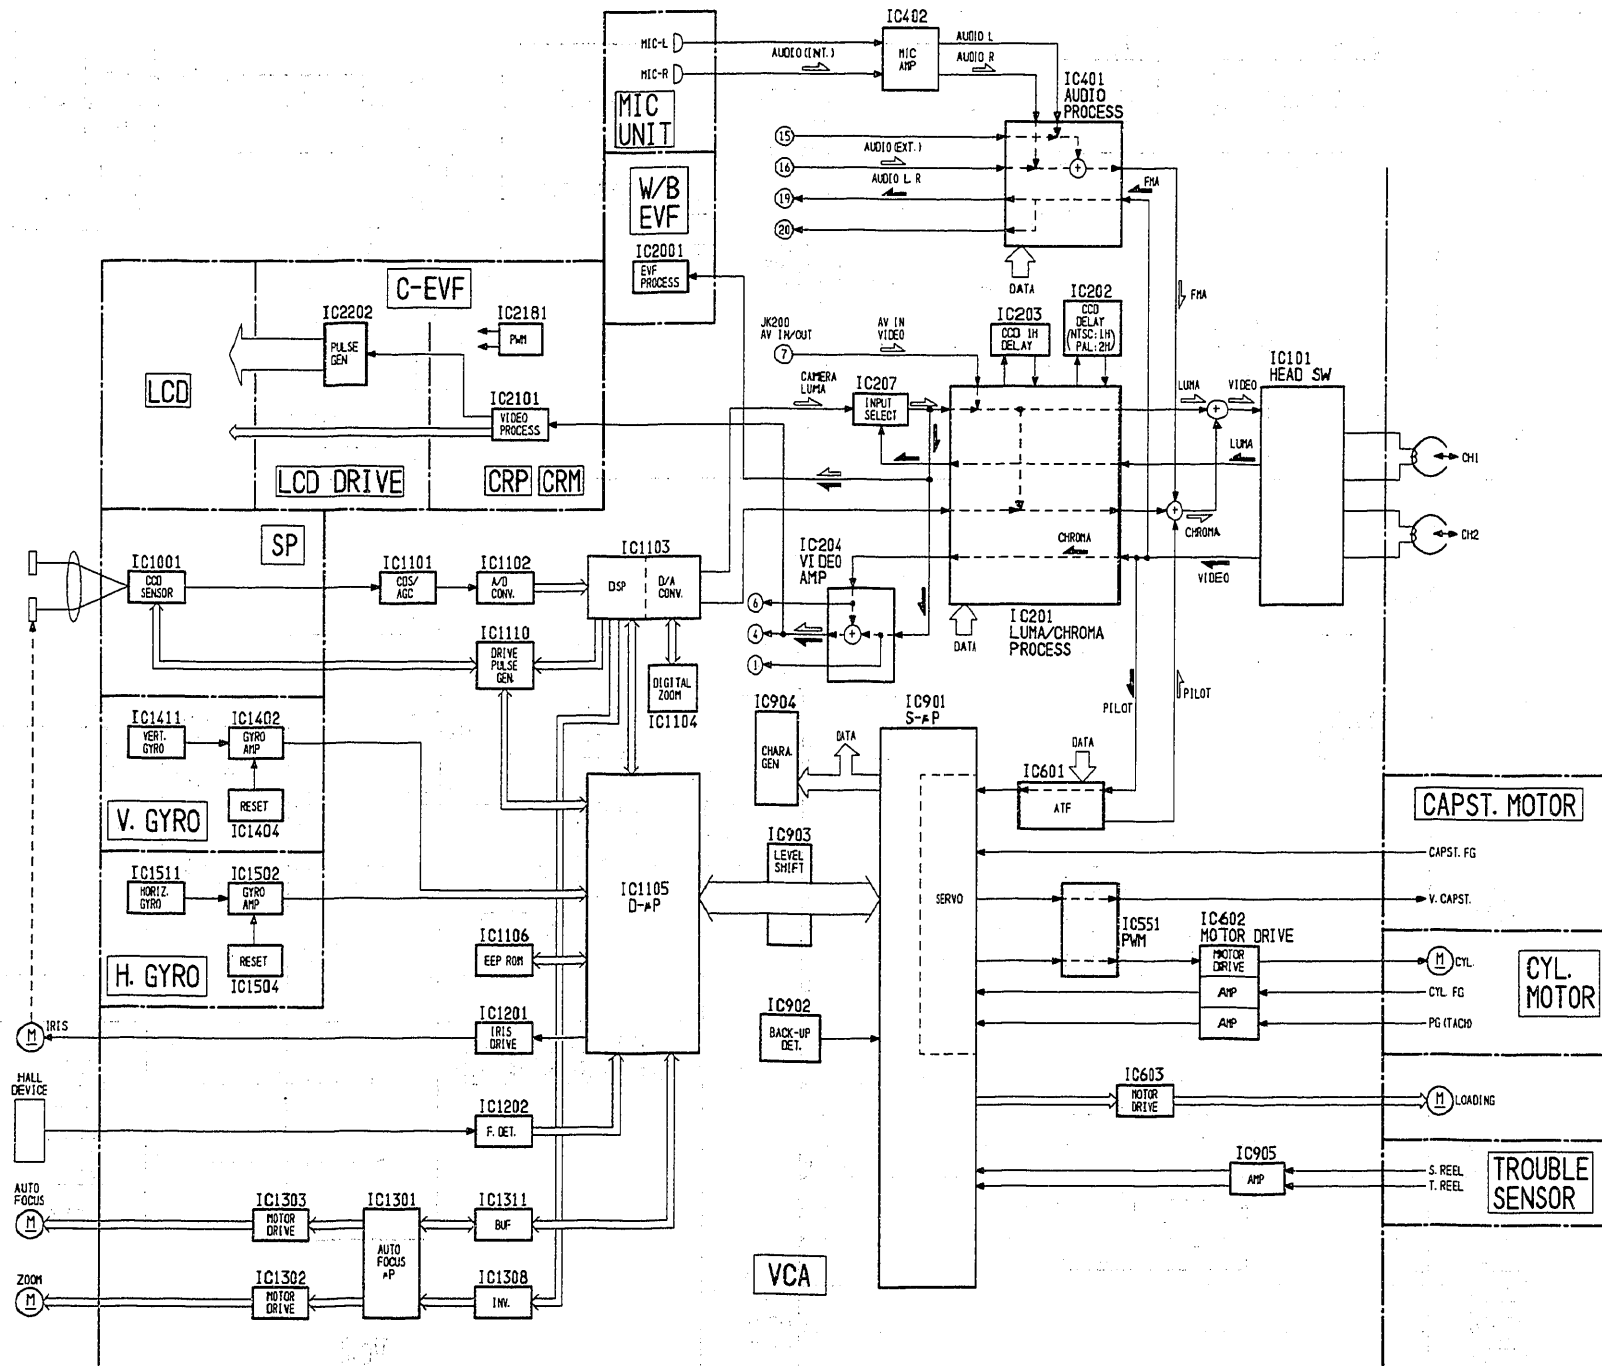 IC402
MIC-L
MIC-R
AUDIO(INT.)
MIC
AMP
AUDIO L
AUDIO R
MIC
UNIT
IC401
AUDIO
PROCESS
15
AUDIO(EXT.)
16
AUDIO L.R
19
20
FMA
DATA
FMA
W/B
EVF
IC2001
EVF
PROCESS
C-EVF
IC2202
PULSE
GEN
IC2181
PWM
LCD
IC2101
VIDEO
PROCESS
LCD DRIVE
CRP
CRM
JK200
AV IN/OUT
7
AV IN
VIDEO
IC203
CCD 1H
DELAY
IC202
CCD
DELAY
(NTSC:1H
PAL:2H)
CAMERA
LUMA
IC207
INPUT
SELECT
LUMA
VIDEO
IC101
HEAD SW
LUMA
CH1
CHROMA
CH2
CHROMA
VIDEO
SP
IC1001
CCD
SENSOR
IC1101
CDS/
AGC
IC1102
A/D
CONV.
IC1103
DSP
D/A
CONV.
IC204
VIDEO
AMP
6
4
1
DATA
IC201
LUMA/CHROMA
PROCESS
IC1110
DRIVE
PULSE
GEN.
DIGITAL
ZOOM
IC1104
PILOT
PILOT
IC1411
VERT.
GYRO
IC1402
GYRO
AMP
RESET
IC1404
V. GYRO
IC904
CHARA.
GEN
DATA
IC901
S-μP
DATA
IC601
ATF
CAPST. MOTOR
IC1511
HORIZ.
GYRO
IC1502
GYRO
AMP
RESET
IC1504
H. GYRO
IC1105
D-μP
IC903
LEVEL
SHIFT
SERVO
CAPST. FG
V. CAPST.
IC551
PWM
IC602
MOTOR DRIVE
MOTOR
DRIVE
AMP
AMP
M CYL.
CYL. FG
PG(TACH)
CYL.
MOTOR
IC1106
EEP ROM
IC1201
IRIS
DRIVE
M IRIS
IC902
BACK-UP
DET.
HALL
DEVICE
IC1202
F. DET.
IC603
MOTOR
DRIVE
M LOADING
IC905
AMP
S. REEL
T. REEL
TROUBLE
SENSOR
AUTO
FOCUS
M
IC1303
MOTOR
DRIVE
IC1301
AUTO
FOCUS
μP
IC1311
BUF
ZOOM
M
IC1302
MOTOR
DRIVE
IC1308
INV.
VCA